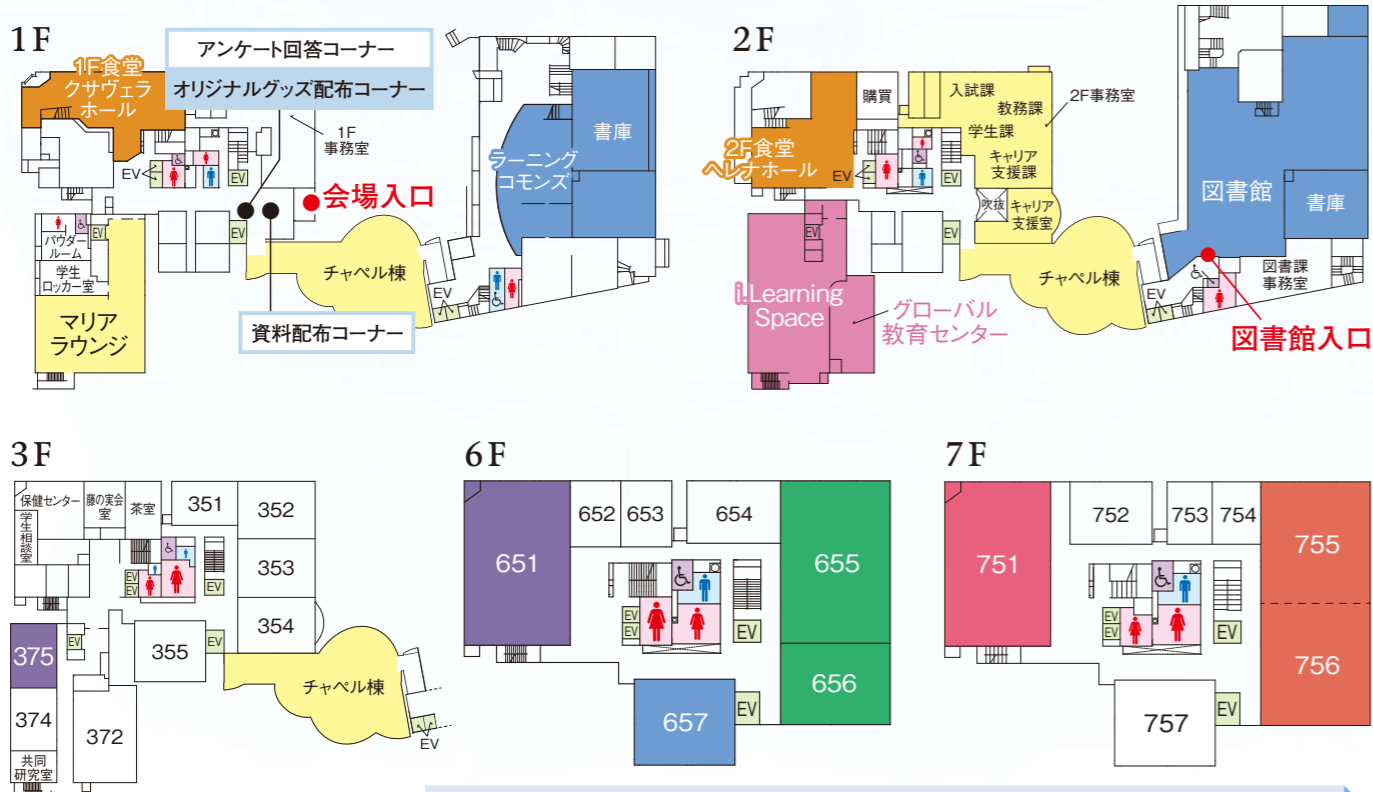 1F
アンケート回答コーナー
オリジナルグッズ配布コーナー
1F食堂
クサヴェラ
ホール
1F
事務室
EV
EV
会場入口
ラーニング
コモンズ
書庫
パウダー
ルーム
EV
EV
学生
ロッカー室
マリア
ラウンジ
チャペル棟
資料配布コーナー
EV
2F
購買
入試課
教務課
学生課
キャリア
支援課
2F事務室
2F食堂
ヘレナホール
EV
EV
吹抜
キャリア
支援室
EV
EV
i.Learning
Space
グローバル
教育センター
チャペル棟
図書館
書庫
図書課
事務室
EV
図書館入口
3F
保健センター
藤の実会
室
茶室
学生相談室
351
352
353
354
355
EV
EV
EV
EV
EV
375
374
372
共同
研究室
チャペル棟
EV
6F
651
652
653
654
655
656
657
EV
EV
EV
EV
7F
751
752
753
754
755
756
757
EV
EV
EV
EV